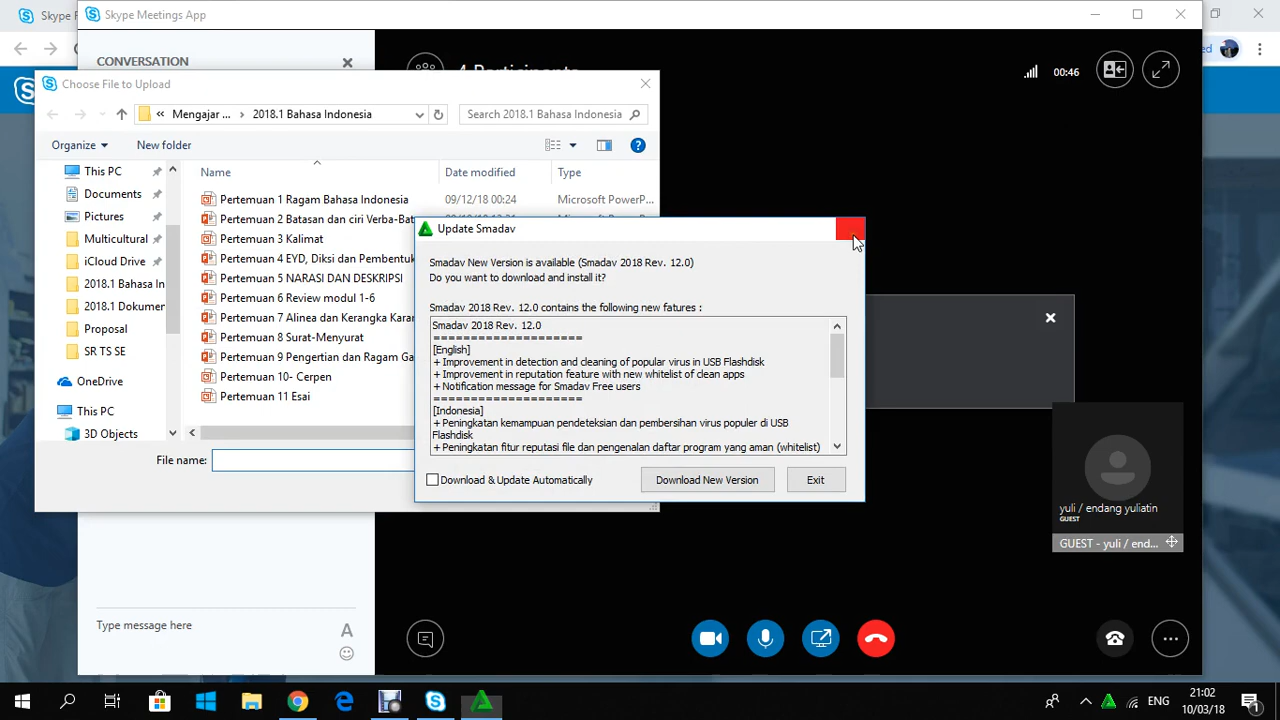 Skype
Skype Meetings App
CONVERSATION
4 Participants
00:46
Choose File to Upload
Mengajar ...
2018.1 Bahasa Indonesia
Search 2018.1 Bahasa Indonesia
Organize
New folder
This PC
Documents
Pictures
Multicultural
iCloud Drive
2018.1 Bahasa In
2018.1 Dokumer
Proposal
SR TS SE
OneDrive
This PC
3D Objects
Name
Date modified
Type
Pertemuan 1 Ragam Bahasa Indonesia
09/12/18 00:24
Microsoft PowerP...
Pertemuan 2 Batasan dan ciri Verba-Bat
Pertemuan 3 Kalimat
Pertemuan 4 EYD, Diksi dan Pembentuk
Pertemuan 5 NARASI DAN DESKRIPSI
Pertemuan 6 Review modul 1-6
Pertemuan 7 Alinea dan Kerangka Karan
Pertemuan 8 Surat-Menyurat
Pertemuan 9 Pengertian dan Ragam Ga
Pertemuan 10- Cerpen
Pertemuan 11 Esai
File name:
Update Smadav
Smadav New Version is available (Smadav 2018 Rev. 12.0)
Do you want to download and install it?
Smadav 2018 Rev. 12.0 contains the following new fatures :
Smadav 2018 Rev. 12.0
====================
[English]
+ Improvement in detection and cleaning of popular virus in USB Flashdisk
+ Improvement in reputation feature with new whitelist of clean apps
+ Notification message for Smadav Free users
====================
[Indonesia]
+ Peningkatan kemampuan pendeteksian dan pembersihan virus populer di USB
Flashdisk
+ Peningkatan fitur reputasi file dan pengenalan daftar program yang aman (whitelist)
Download & Update Automatically
Download New Version
Exit
yuli / endang yuliatin
GUEST
GUEST - yuli / end...
Type message here
A
ENG
21:02
10/03/18
1